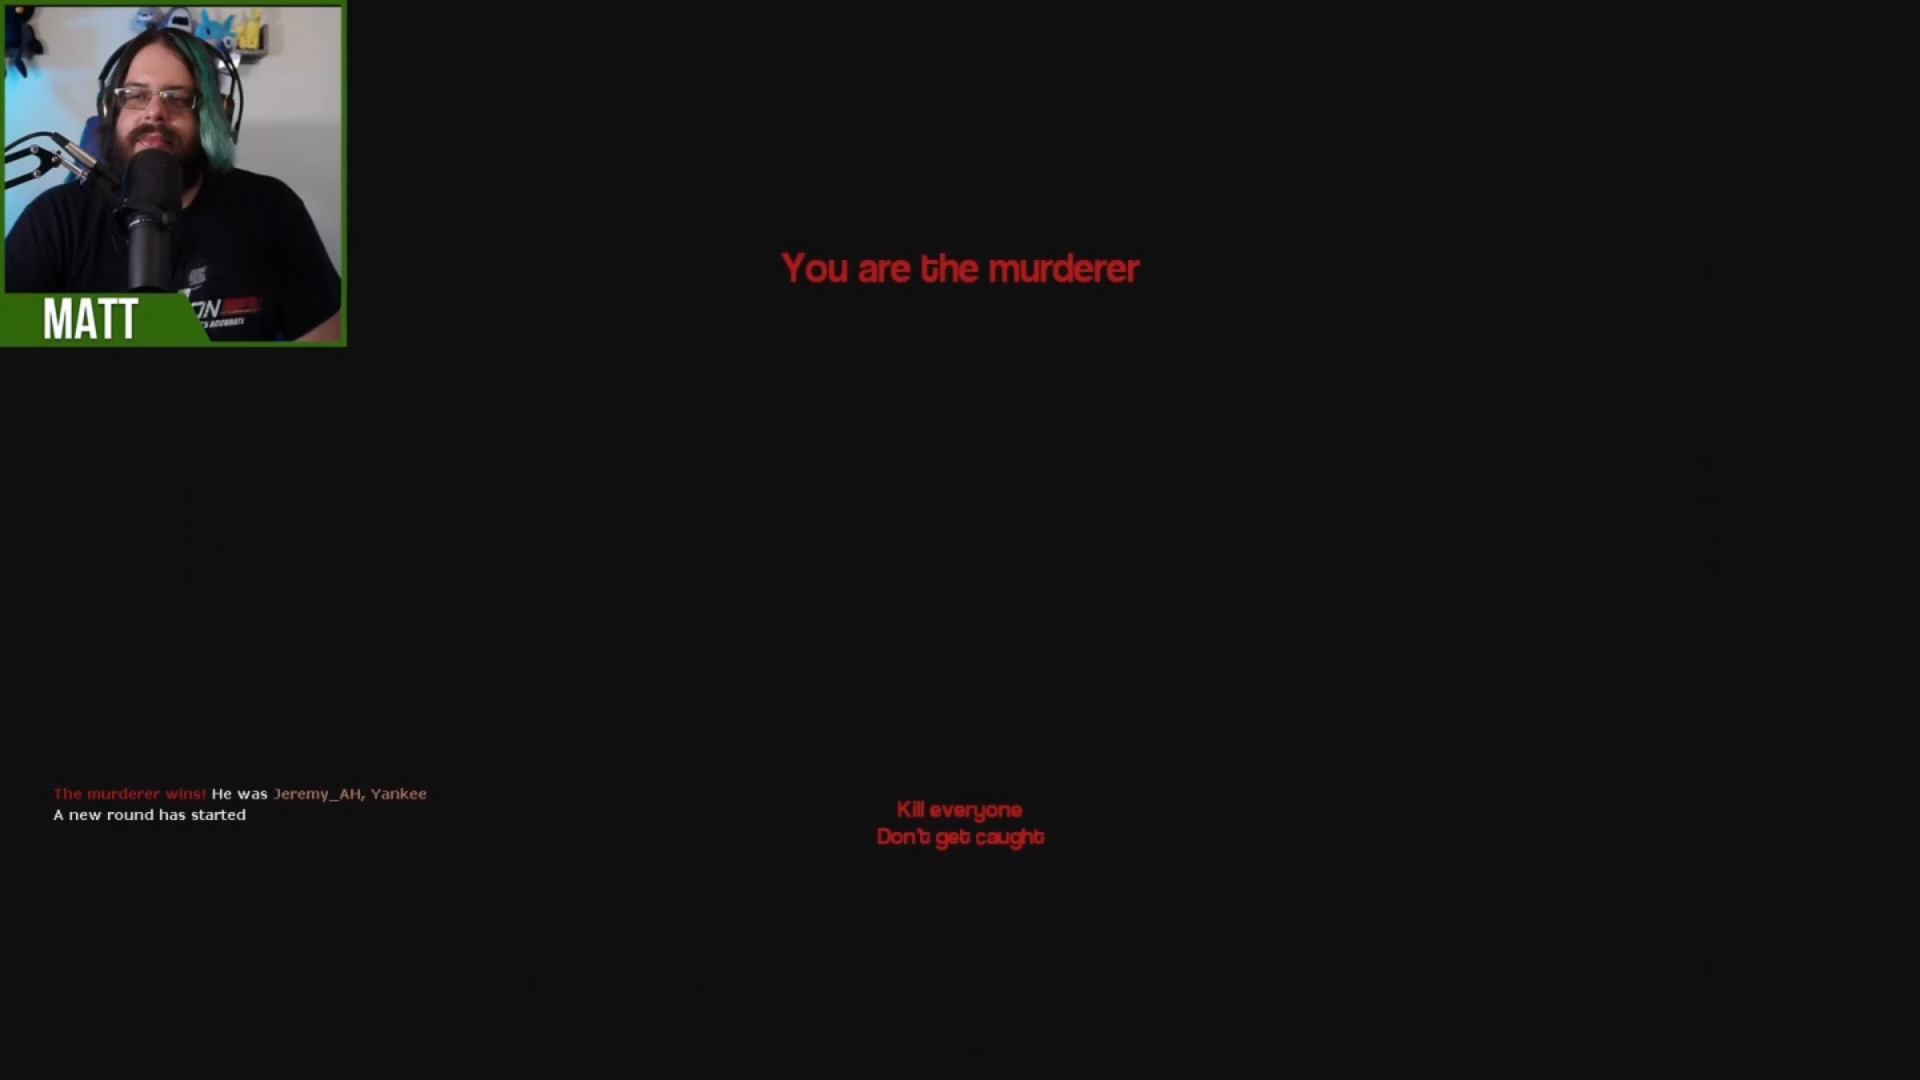 You are the murderer
MATT
The murderer wins! He was Jeremy_AH, Yankee
A new round has started
Kill everyone
Don't get caught